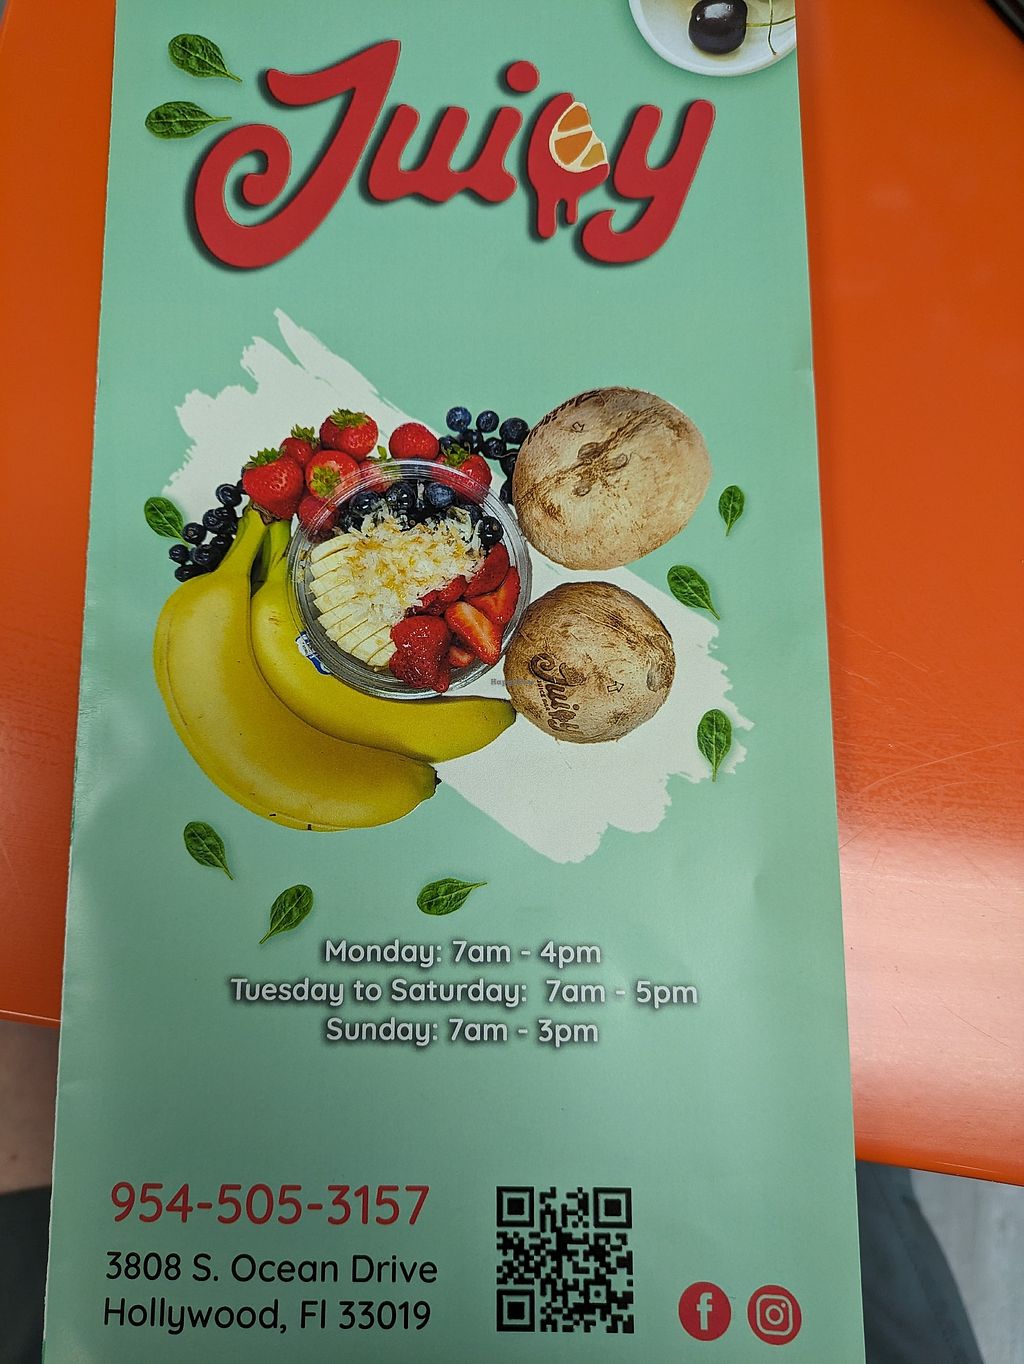 Juicy
Juicy
Monday: 7am - 4pm
Tuesday to Saturday: 7am - 5pm
Sunday: 7am - 3pm
954-505-3157
3808 S. Ocean Drive
Hollywood, Fl 33019